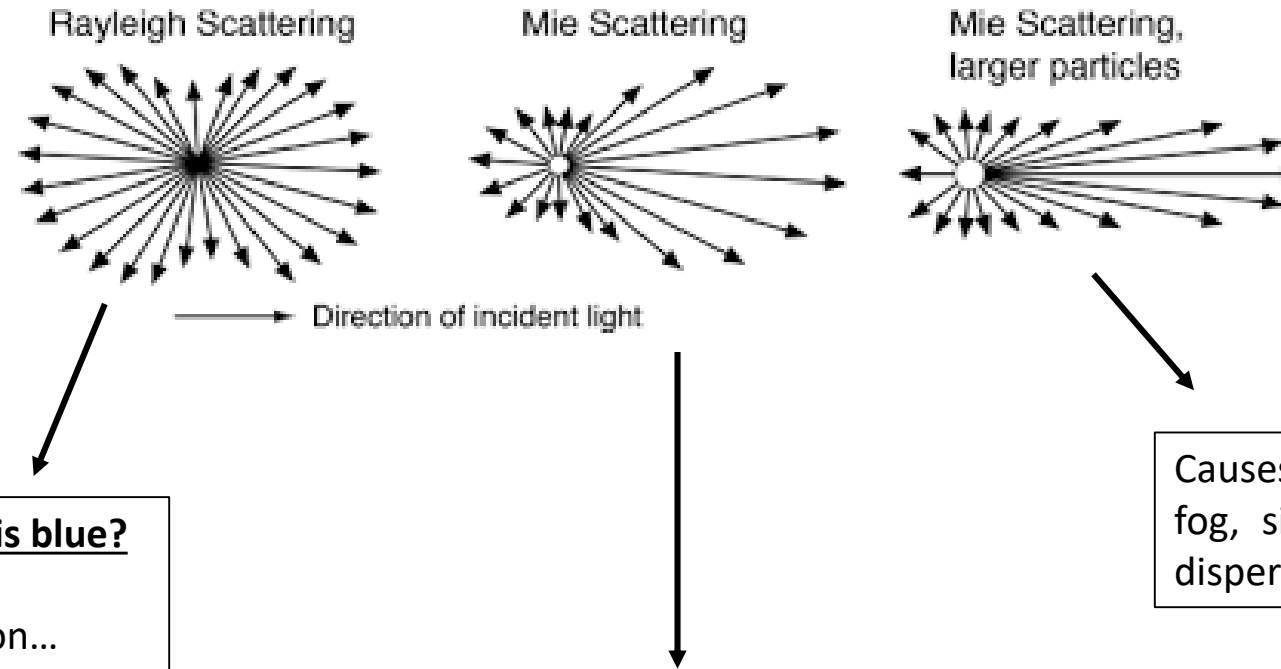 Rayleigh Scattering
Mie Scattering
Mie Scattering,
larger particles
Direction of incident light
is blue?
on...
Causes
fog, si
disper